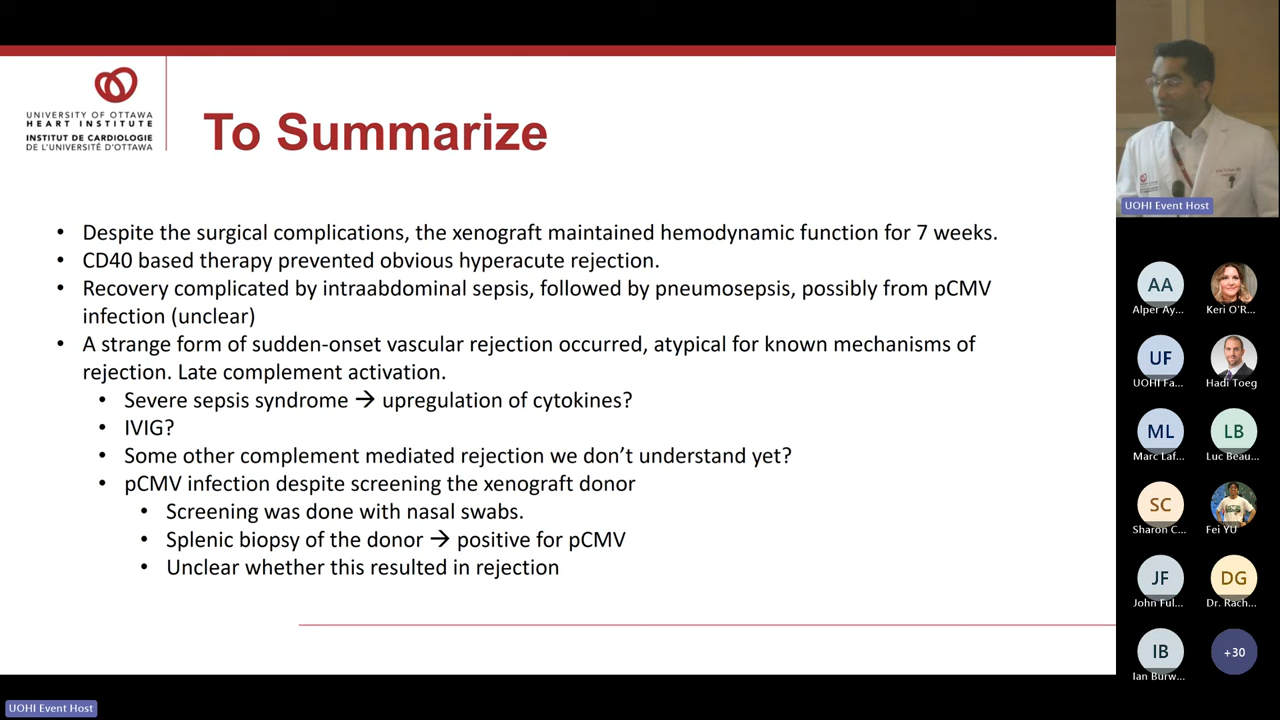 UNIVERSITY OF OTTAWA
HEART INSTITUTE
INSTITUT DE CARDIOLOGIE
DE L'UNIVERSITÉ D'OTTAWA
To Summarize
• Despite the surgical complications, the xenograft maintained hemodynamic function for 7 weeks.
• CD40 based therapy prevented obvious hyperacute rejection.
• Recovery complicated by intraabdominal sepsis, followed by pneumosepsis, possibly from pCMV
infection (unclear)
• A strange form of sudden-onset vascular rejection occurred, atypical for known mechanisms of
rejection. Late complement activation.
• Severe sepsis syndrome → upregulation of cytokines?
• IVIG?
• Some other complement mediated rejection we don't understand yet?
• pCMV infection despite screening the xenograft donor
• Screening was done with nasal swabs.
• Splenic biopsy of the donor → positive for pCMV
• Unclear whether this resulted in rejection
UOHI Event Host
UOHI Event Host
AA
Alper Ay...
Keri O'R...
UF
UOHI Fa...
Hadi Toeg
ML
Marc Laf...
LB
Luc Beau...
SC
Sharon C...
Fei YU
JF
John Ful...
DG
Dr. Rach...
IB
Ian Burw...
+30